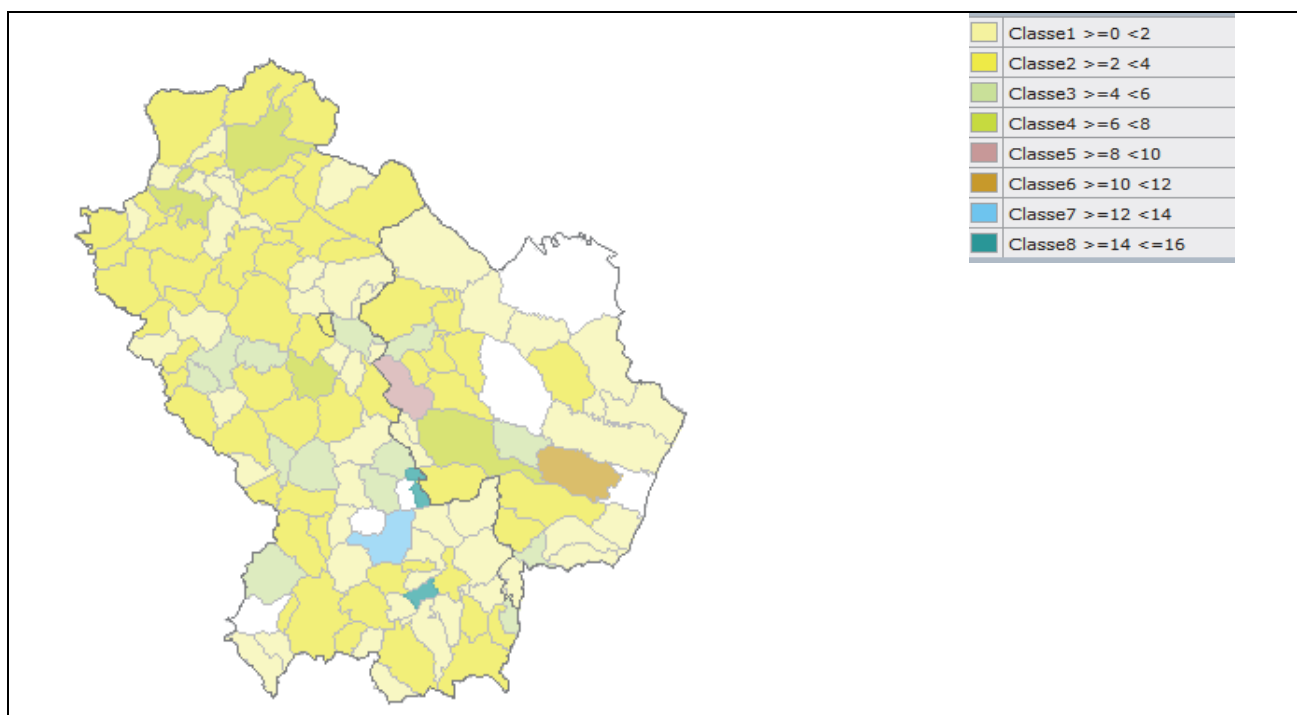 Classe1 >=0 <2
Classe2 >=2 <4
Classe3 >=4 <6
Classe4 >=6 <8
Classe5 >=8 <10
Classe6 >=10 <12
Classe7 >=12 <14
Classe8 >=14 <=16